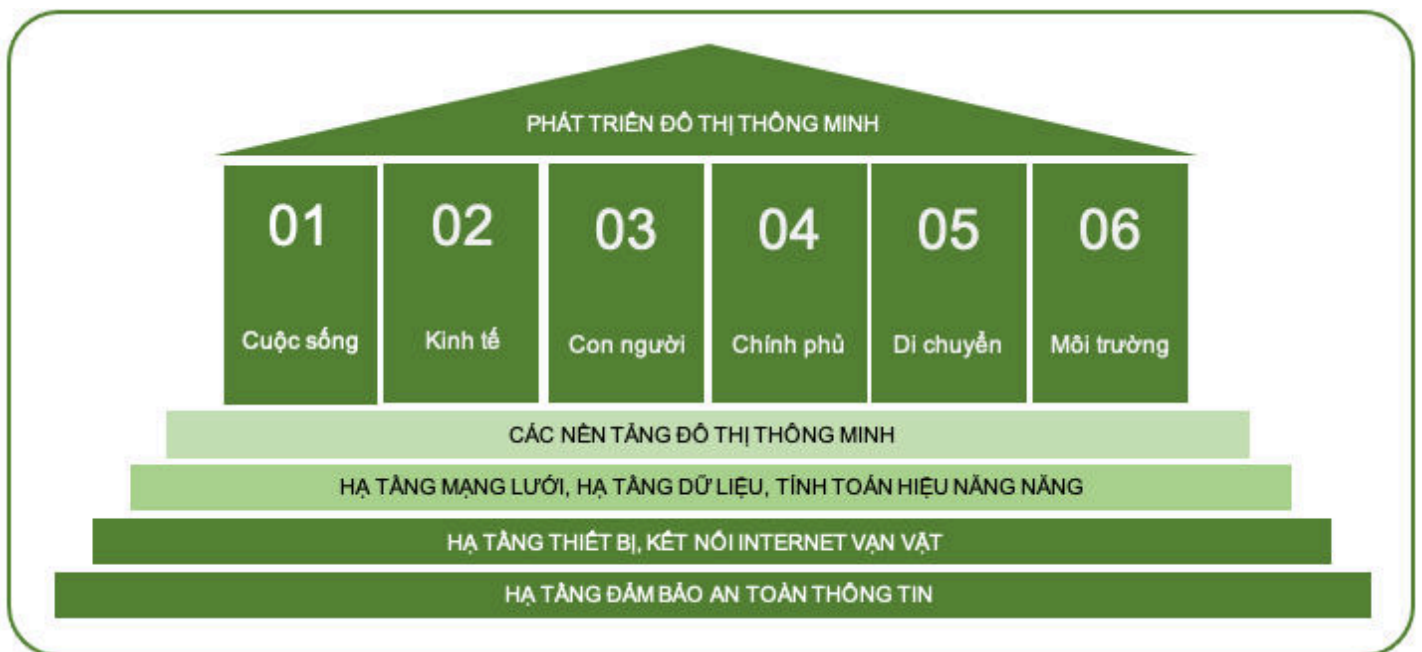 PHÁT TRIỂN ĐÔ THỊ THÔNG MINH
01
02
03
04
05
06
Cuộc sống
Kinh tế
Con người
Chính phủ
Di chuyển
Môi trường
CÁC NỀN TẢNG ĐÔ THỊ THÔNG MINH
HẠ TẦNG MẠNG LƯỚI, HẠ TẦNG DỮ LIỆU, TÍNH TOÁN HIỆU NĂNG NĂNG
HẠ TẦNG THIẾT BỊ, KẾT NỐI INTERNET VẠN VẬT
HẠ TẦNG ĐẢM BẢO AN TOÀN THÔNG TIN